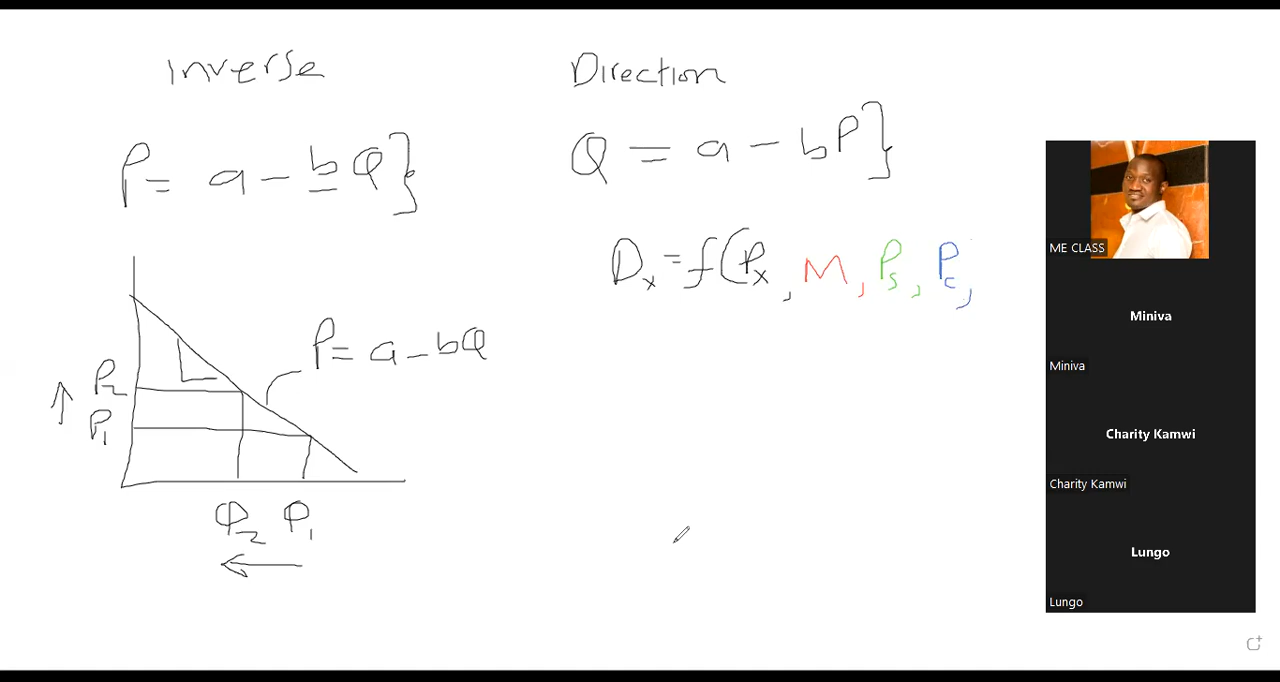 Inverse
Direction
P = a - bQ}
Q = a - bP}
Dx = f(Px, M, Ps, Pc,
P = a - bQ
P2
P1
Q2 Q1
ME CLASS
Miniva
Miniva
Charity Kamwi
Charity Kamwi
Lungo
Lungo